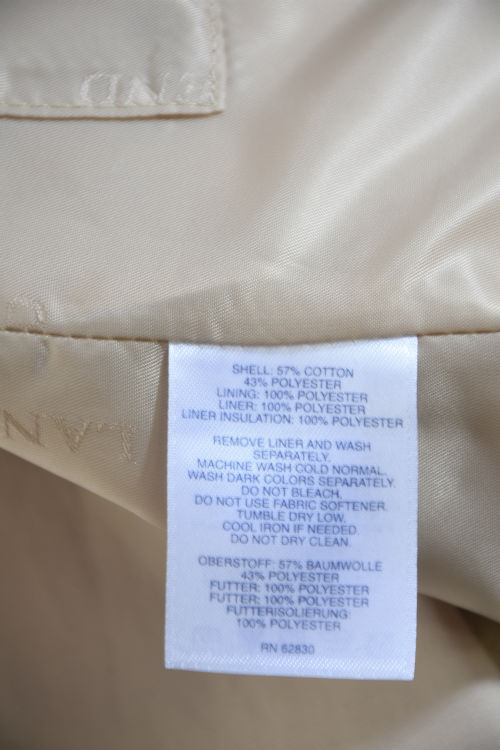 END
LAN
SHELL: 57% COTTON
43% POLYESTER
LINING: 100% POLYESTER
LINER: 100% POLYESTER
LINER INSULATION: 100% POLYESTER
REMOVE LINER AND WASH
SEPARATELY.
MACHINE WASH COLD NORMAL.
WASH DARK COLORS SEPARATELY.
DO NOT BLEACH.
DO NOT USE FABRIC SOFTENER.
TUMBLE DRY LOW.
COOL IRON IF NEEDED.
DO NOT DRY CLEAN.
OBERSTOFF: 57% BAUMWOLLE
43% POLYESTER
FUTTER: 100% POLYESTER
FUTTER: 100% POLYESTER
FUTTERISOLIERUNG:
100% POLYESTER
RN 62830